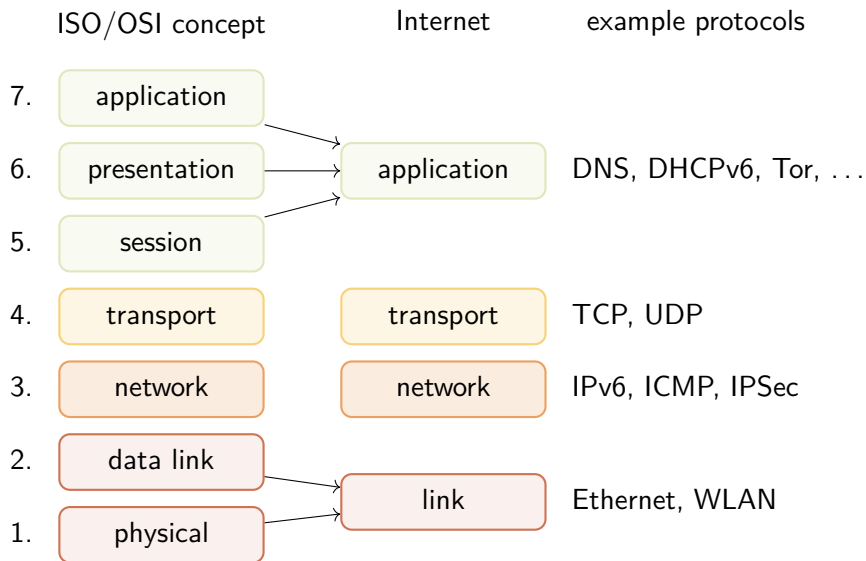 ISO/OSI concept Internet example protocols
7. application
6. presentation application DNS, DHCPv6, Tor, ...
5. session
4. transport transport TCP, UDP
3. network network IPv6, ICMP, IPSec
2. data link
link Ethernet, WLAN
1. physical